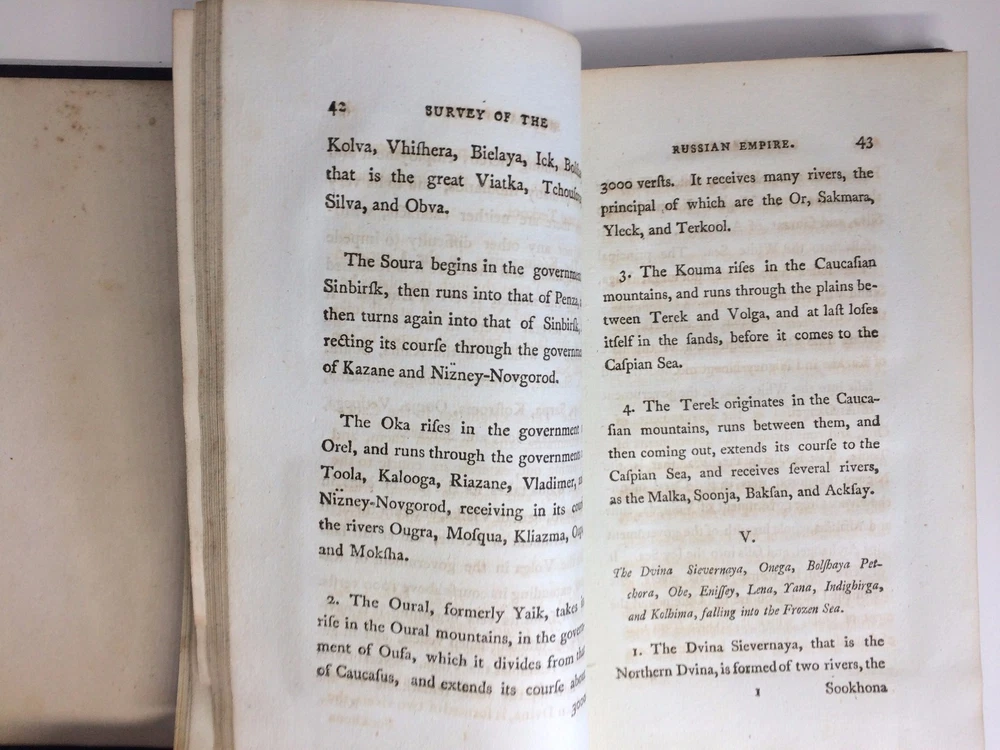 42 SURVEY OF THE
Kolva, Vhiſhera, Bielaya, Ick,
that is the great Viatka,
Silva, and Obva.
The Soura begins in the
Sinbirſk, then runs into that of Penza,
then turns again into that of Sinbirſk,
recting its courſe through the
of Kazane and Niz̈ney-Novgorod.
The Oka riſes in the government
Orel, and runs through the
Toola, Kalooga, Riazane, Vladimer,
Niz̈ney-Novgorod, receiving in its
the rivers Ougra, Moſqua, Kliazma,
and Mokſha.
2. The Oural, formerly Yaik, takes
riſe in the Oural mountains, in the
ment of Oufa, which it divides from that
of Caucaſus, and extends its courſe about
3000
RUSSIAN EMPIRE. 43
3000 verſts. It receives many rivers, the
principal of which are the Or, Sakmara,
Yleck, and Terkool.
3. The Kouma riſes in the Caucaſian
mountains, and runs through the plains be-
tween Terek and Volga, and at laſt loſes
itſelf in the ſands, before it comes to the
Caſpian Sea.
4. The Terek originates in the Cauca-
ſian mountains, runs between them, and
then coming out, extends its courſe to the
Caſpian Sea, and receives ſeveral rivers,
as the Malka, Soonja, Bakſan, and Ackſay.
V.
The Dvina Sievernaya, Onega, Bolſhaya Pet-
chora, Obe, Eniſſey, Lena, Yana, Indighirga,
and Kolhima, falling into the Frozen Sea.
1. The Dvina Sievernaya, that is the
Northern Dvina, is formed of two rivers, the
1 Sookhona